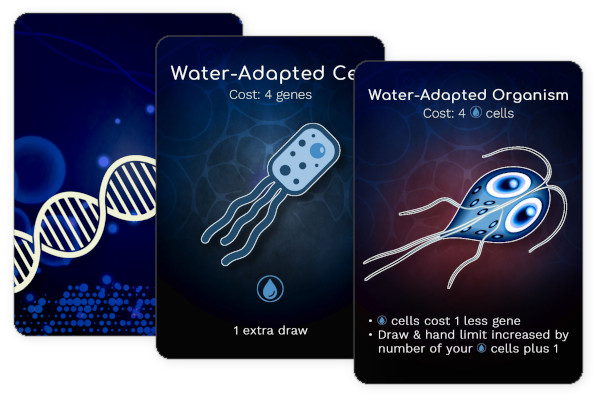 Water-Adapted Ce
Cost: 4 genes
1 extra draw
Water-Adapted Organism
Cost: 4 cells
• cells cost 1 less gene
• Draw & hand limit increased by
number of your cells plus 1